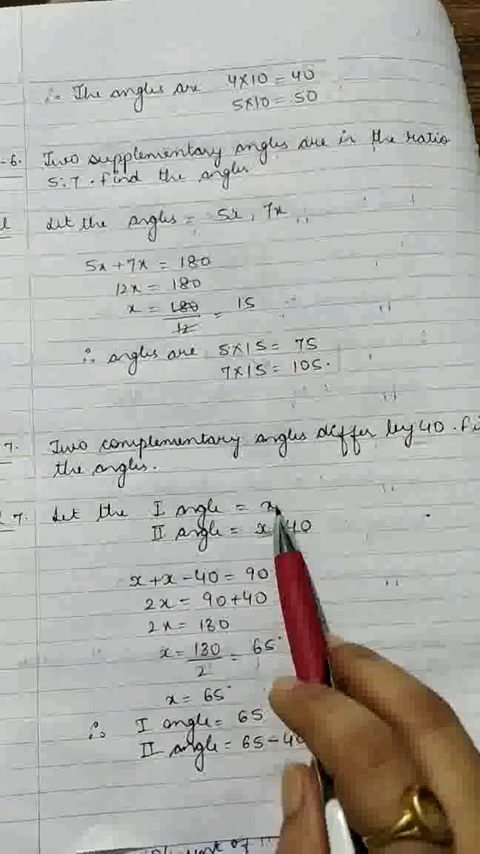 ∴ The angles are 4×10 = 40
5×10 = 50
-6. Two supplementary angles are in the ratio
5:7. find the angles
Let the angles = 5x, 7x
5x + 7x = 180
12x = 180
x = 180/12 = 15
∴ angles are 5×15 = 75
7×15 = 105.
7. Two complementary angles differ by 40.
the angles.
7. Let the I angle = x
II angle = x 40
x + x - 40 = 90
2x = 90+40
2x = 130
x = 130/2 = 65°
x = 65°
∴ I angle = 65
II angle = 65-4